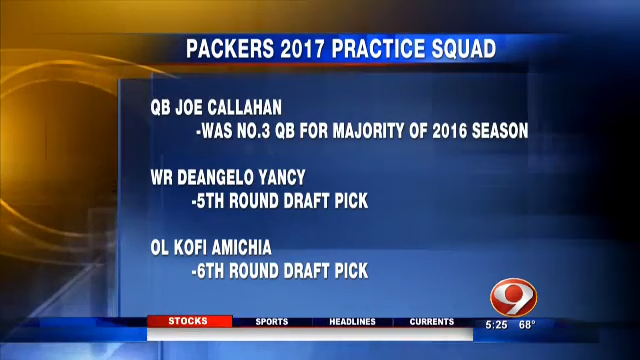 PACKERS 2017 PRACTICE SQUAD
QB JOE CALLAHAN
-WAS NO.3 QB FOR MAJORITY OF 2016 SEASON
WR DEANGELO YANCY
-5TH ROUND DRAFT PICK
OL KOFI AMICHIA
-6TH ROUND DRAFT PICK
9
STOCKS SPORTS HEADLINES CURRENTS 5:25 68°